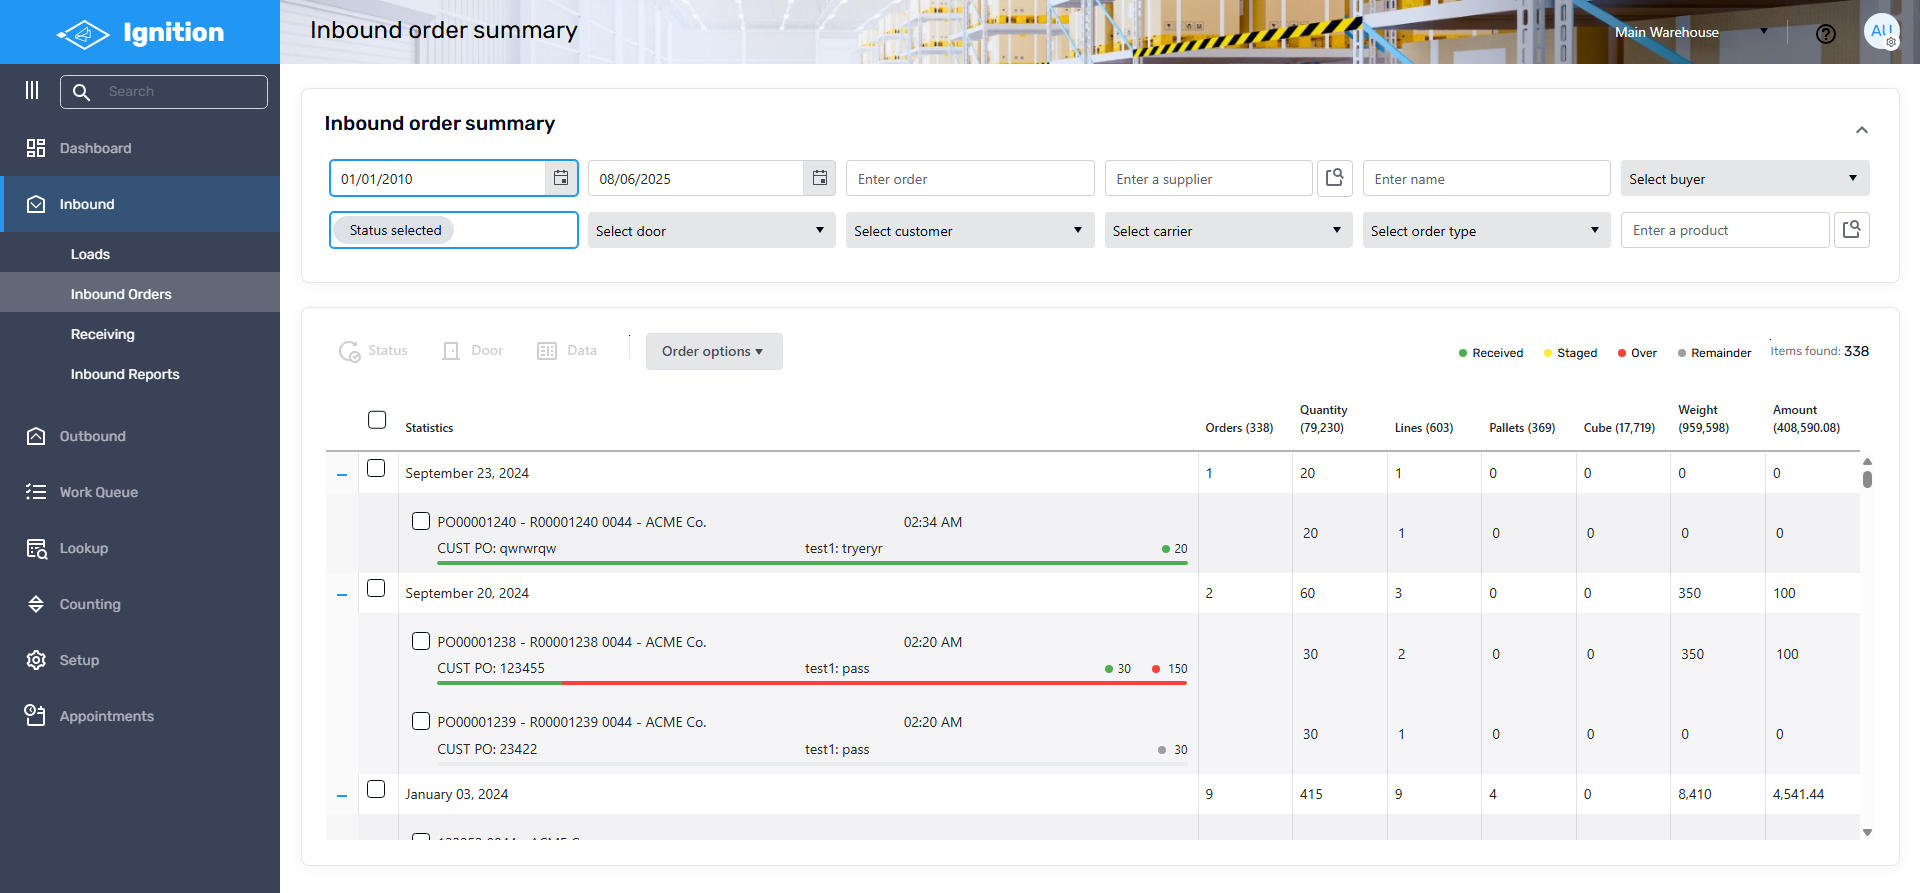 Ignition
Inbound order summary
Main Warehouse
AU
Search
Dashboard
Inbound
Loads
Inbound Orders
Receiving
Inbound Reports
Outbound
Work Queue
Lookup
Counting
Setup
Appointments
Inbound order summary
01/01/2010
08/06/2025
Enter order
Enter a supplier
Enter name
Select buyer
Status selected
Select door
Select customer
Select carrier
Select order type
Enter a product
Status Door Data Order options
Received Staged Over Remainder Items found: 338
Statistics Orders (338) Quantity (79,230) Lines (603) Pallets (369) Cube (17,719) Weight (959,598) Amount (408,590.08)
September 23, 2024 1 20 1 0 0 0 0
PO00001240 - R00001240 0044 - ACME Co. 02:34 AM 20 1 0 0 0 0
CUST PO: qwrwrqw test1: tryeryr 20
September 20, 2024 2 60 3 0 0 350 100
PO00001238 - R00001238 0044 - ACME Co. 02:20 AM 30 2 0 0 350 100
CUST PO: 123455 test1: pass 30 150
PO00001239 - R00001239 0044 - ACME Co. 02:20 AM 30 1 0 0 0 0
CUST PO: 23422 test1: pass 30
January 03, 2024 9 415 9 4 0 8,410 4,541.44